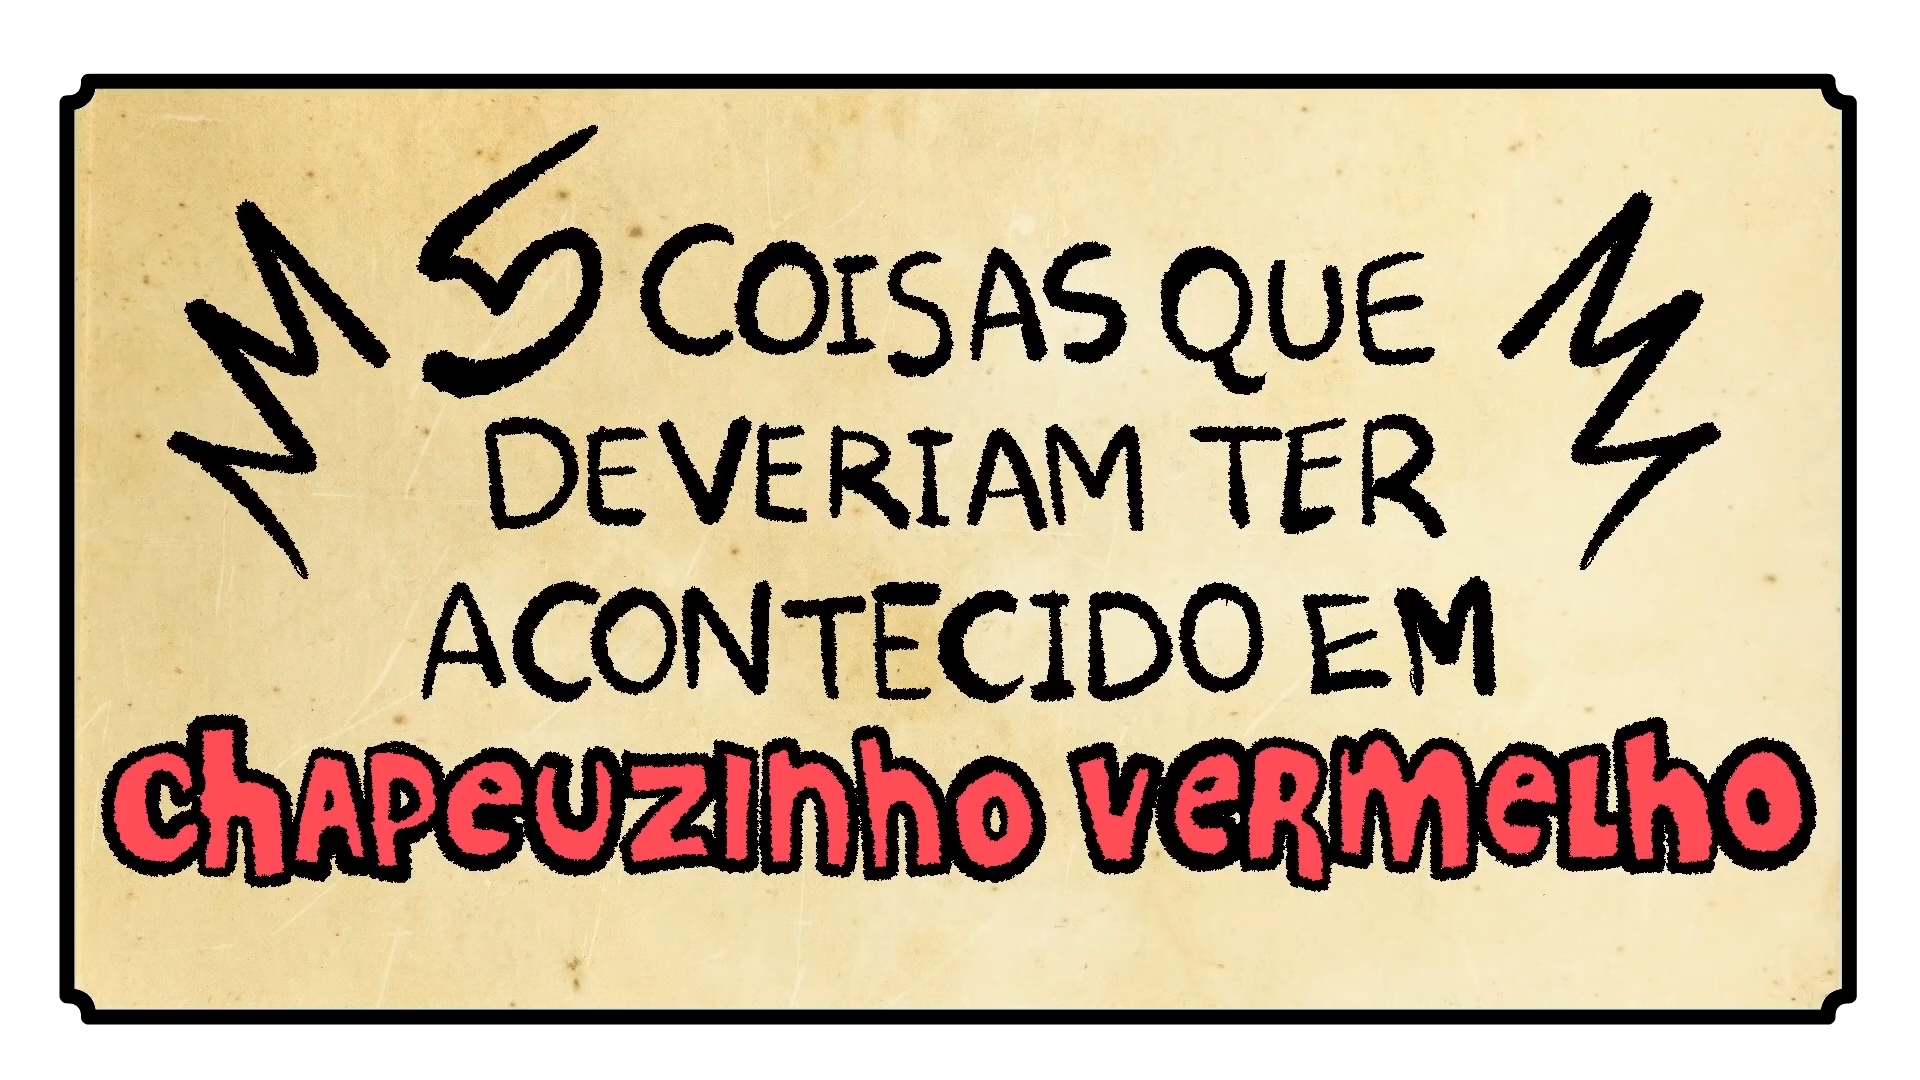 5 COISAS QUE
DEVERIAM TER
ACONTECIDO EM
CHAPEUZINHO VERMELHO